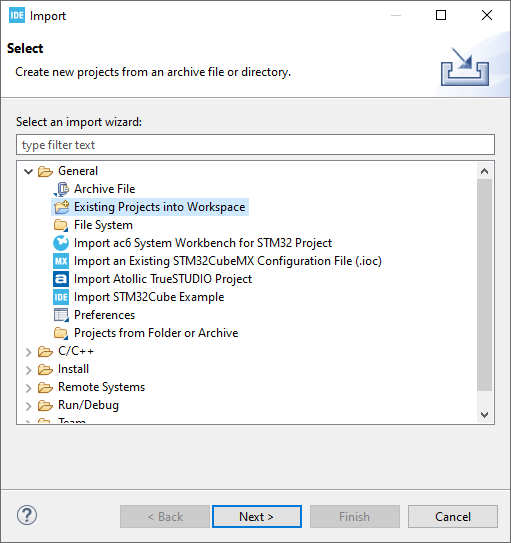 IDE Import
Select
Create new projects from an archive file or directory.
Select an import wizard:
type filter text
General
Archive File
Existing Projects into Workspace
File System
Import ac6 System Workbench for STM32 Project
MX Import an Existing STM32CubeMX Configuration File (.ioc)
a Import Atollic TrueSTUDIO Project
IDE Import STM32Cube Example
Preferences
Projects from Folder or Archive
C/C++
Install
Remote Systems
Run/Debug
Team
? < Back Next > Finish Cancel